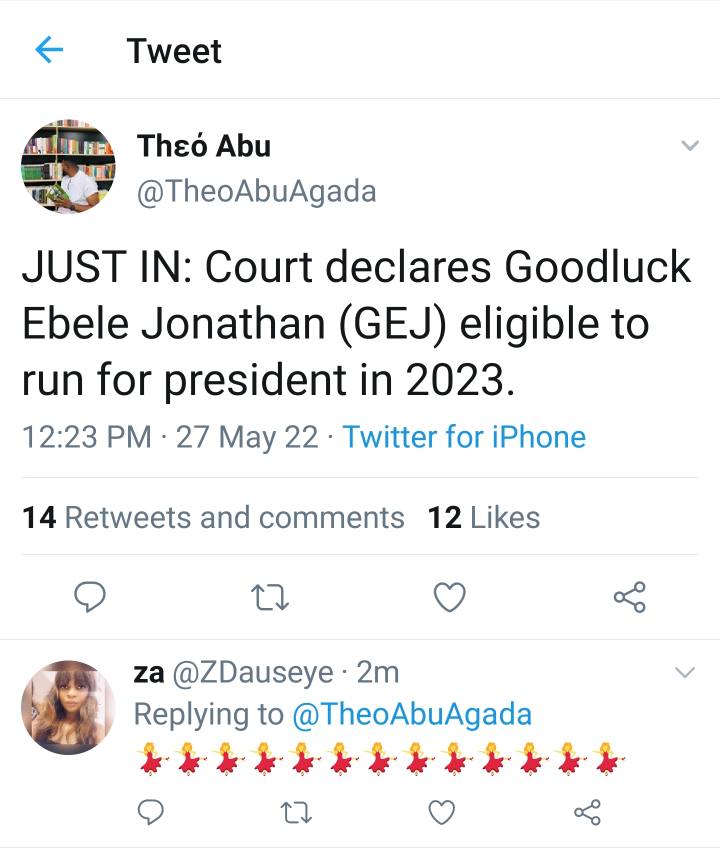 Tweet
Thεó Abu
@TheoAbuAgada
JUST IN: Court declares Goodluck
Ebele Jonathan (GEJ) eligible to
run for president in 2023.
12:23 PM · 27 May 22 · Twitter for iPhone
14 Retweets and comments 12 Likes
za @ZDauseye · 2m
Replying to @TheoAbuAgada
💃💃💃💃💃💃💃💃💃💃💃💃💃